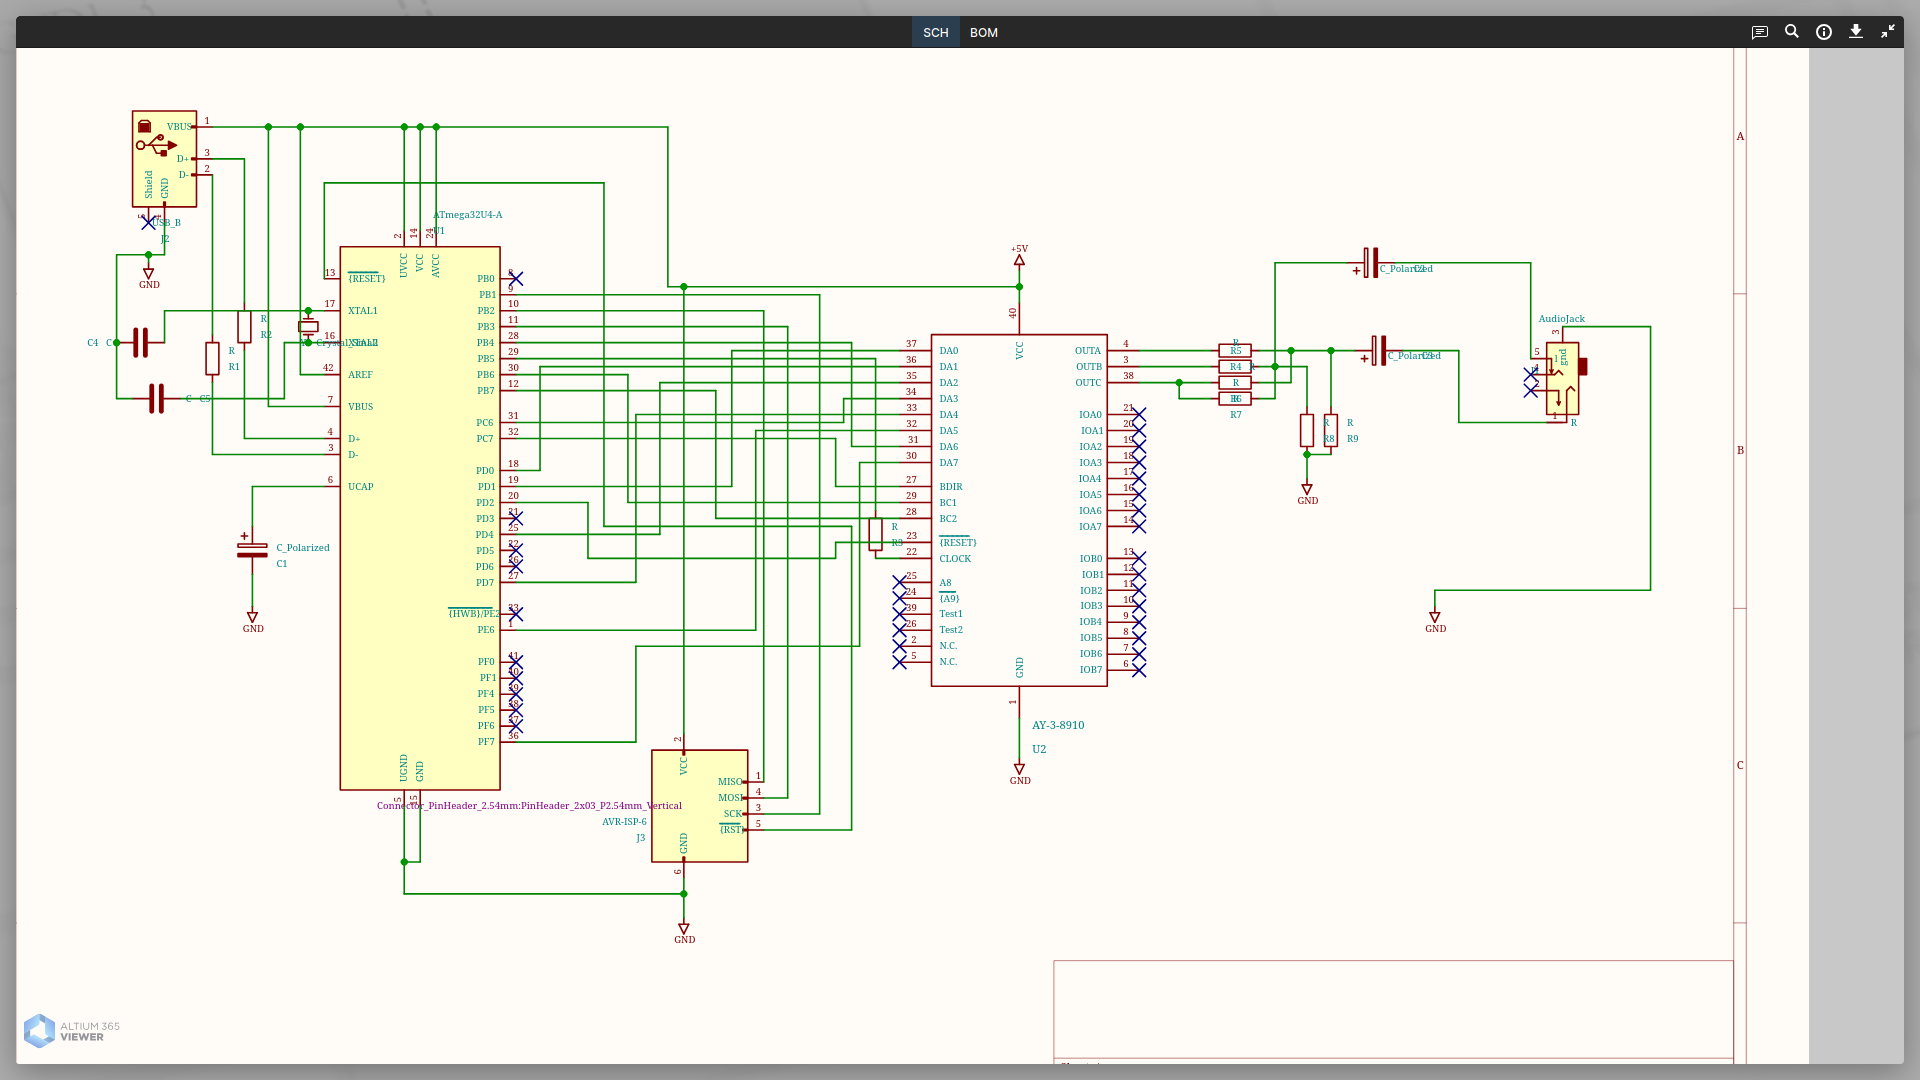 SCH BOM
A
B
C
VBUS 1
D+ 3
D- 2
Shield
GND
USB_B
J2
GND
C4 C
C C5
R
R2
R
R1
ATmega32U4-A
U1
2 14 24
UVCC VCC AVCC
13 {RESET}
17 XTAL1
16
42 AREF
7 VBUS
4 D+
3 D-
6 UCAP
PB0 8
PB1 9
PB2 10
PB3 11
PB4 28
PB5 29
PB6 30
PB7 12
PC6 31
PC7 32
PD0 18
PD1 19
PD2 20
PD3 21
PD4 25
PD5 22
PD6 26
PD7 27
{HWB}/PE2 33
PE6 1
PF0 41
PF1 40
PF4 39
PF5 38
PF6 37
PF7 36
UGND GND
5 15
C_Polarized
C1
GND
Connector_PinHeader_2.54mm:PinHeader_2x03_P2.54mm_Vertical
AVR-ISP-6
J3
2
VCC
MISO 1
MOSI 4
SCK 3
{RST} 5
GND
6
GND
+5V
40
VCC
37 DA0
36 DA1
35 DA2
34 DA3
33 DA4
32 DA5
31 DA6
30 DA7
27 BDIR
29 BC1
28 BC2
23 {RESET}
22 CLOCK
25 A8
24 {A9}
39 Test1
26 Test2
2 N.C.
5 N.C.
R
R3
OUTA 4
OUTB 3
OUTC 38
IOA0 21
IOA1 20
IOA2 19
IOA3 18
IOA4 17
IOA5 16
IOA6 15
IOA7 14
IOB0 13
IOB1 12
IOB2 11
IOB3 10
IOB4 9
IOB5 8
IOB6 7
IOB7 6
GND
1
AY-3-8910
U2
GND
R
R5
R4 R
R
R7
R
R8
R
R9
GND
C_Polarized
C_Polarized
AudioJack
3
5
gnd
1
R
GND
ALTIUM 365
VIEWER